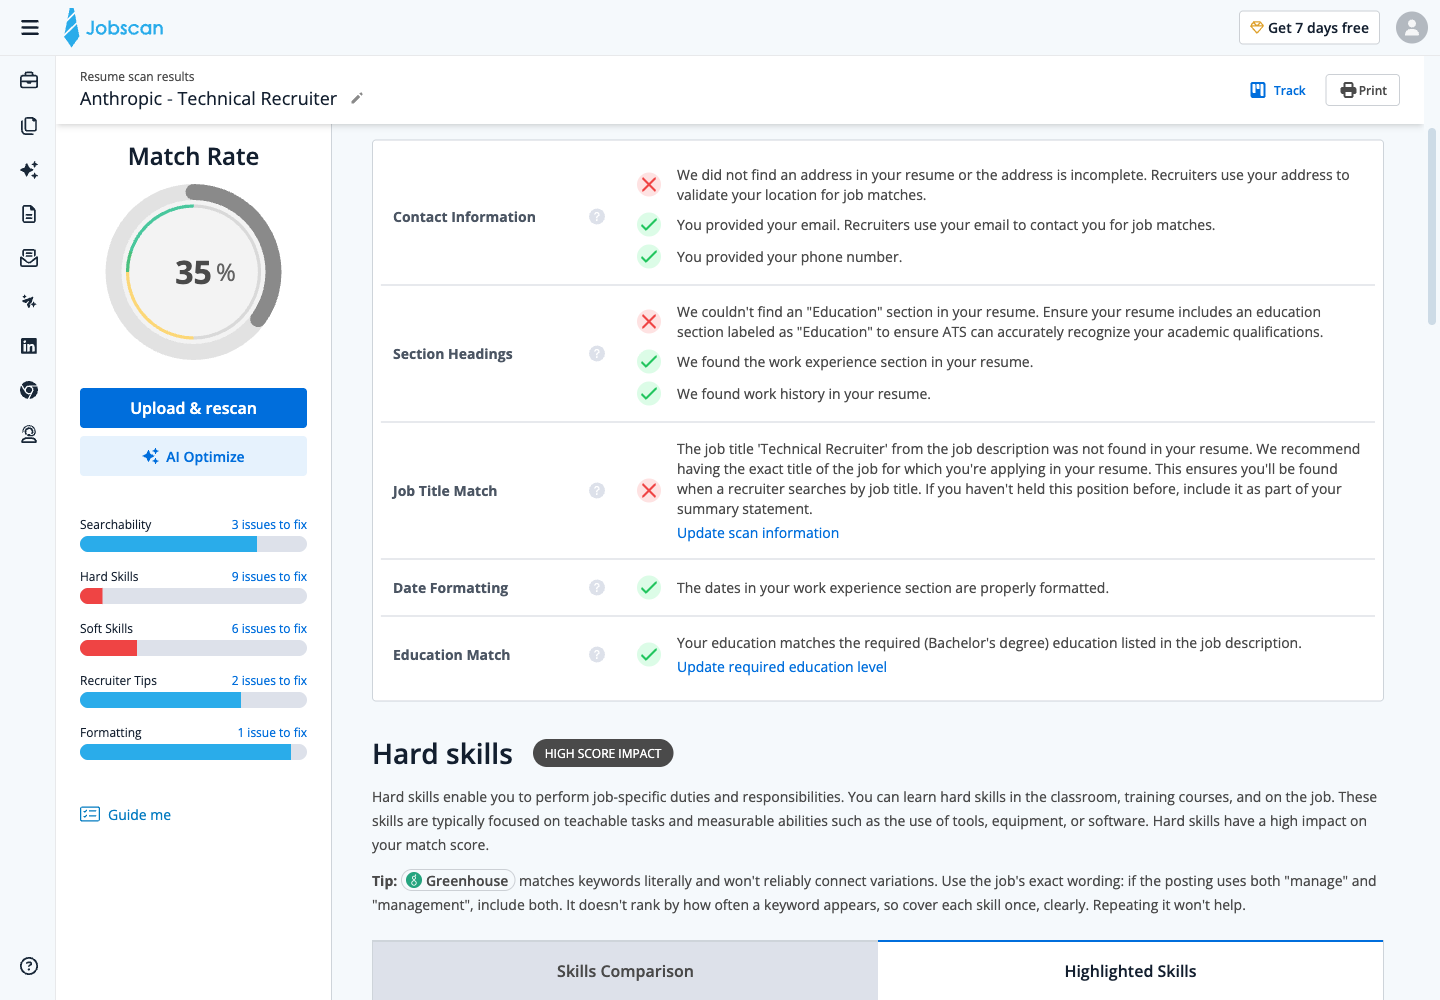 Jobscan
Get 7 days free
Resume scan results
Anthropic - Technical Recruiter
Track
Print
Match Rate
35 %
Upload & rescan
AI Optimize
Searchability
3 issues to fix
Hard Skills
9 issues to fix
Soft Skills
6 issues to fix
Recruiter Tips
2 issues to fix
Formatting
1 issue to fix
Guide me
Contact Information
?
We did not find an address in your resume or the address is incomplete. Recruiters use your address to
validate your location for job matches.
You provided your email. Recruiters use your email to contact you for job matches.
You provided your phone number.
Section Headings
?
We couldn't find an "Education" section in your resume. Ensure your resume includes an education
section labeled as "Education" to ensure ATS can accurately recognize your academic qualifications.
We found the work experience section in your resume.
We found work history in your resume.
Job Title Match
?
The job title 'Technical Recruiter' from the job description was not found in your resume. We recommend
having the exact title of the job for which you're applying in your resume. This ensures you'll be found
when a recruiter searches by job title. If you haven't held this position before, include it as part of your
summary statement.
Update scan information
Date Formatting
?
The dates in your work experience section are properly formatted.
Education Match
?
Your education matches the required (Bachelor's degree) education listed in the job description.
Update required education level
Hard skills
HIGH SCORE IMPACT
Hard skills enable you to perform job-specific duties and responsibilities. You can learn hard skills in the classroom, training courses, and on the job. These
skills are typically focused on teachable tasks and measurable abilities such as the use of tools, equipment, or software. Hard skills have a high impact on
your match score.
Tip: Greenhouse matches keywords literally and won't reliably connect variations. Use the job's exact wording: if the posting uses both "manage" and
"management", include both. It doesn't rank by how often a keyword appears, so cover each skill once, clearly. Repeating it won't help.
Skills Comparison
Highlighted Skills